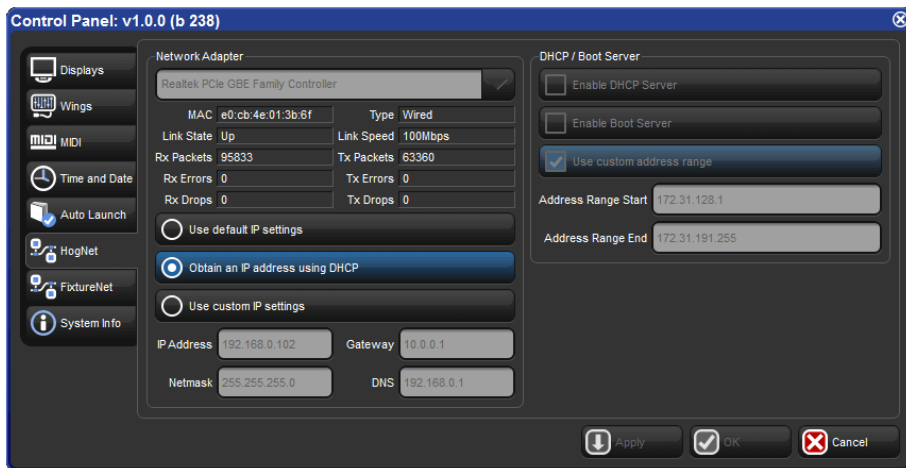 Control Panel: v1.0.0 (b 238)
Displays
Wings
MIDI MIDI
Time and Date
Auto Launch
HogNet
FixtureNet
System Info
Network Adapter
Realtek PCIe GBE Family Controller
MAC e0:cb:4e:01:3b:6f Type Wired
Link State Up Link Speed 100Mbps
Rx Packets 95833 Tx Packets 63360
Rx Errors 0 Tx Errors 0
Rx Drops 0 Tx Drops 0
Use default IP settings
Obtain an IP address using DHCP
Use custom IP settings
IP Address 192.168.0.102 Gateway 10.0.0.1
Netmask 255.255.255.0 DNS 192.168.0.1
DHCP / Boot Server
Enable DHCP Server
Enable Boot Server
Use custom address range
Address Range Start 172.31.128.1
Address Range End 172.31.191.255
Apply OK Cancel